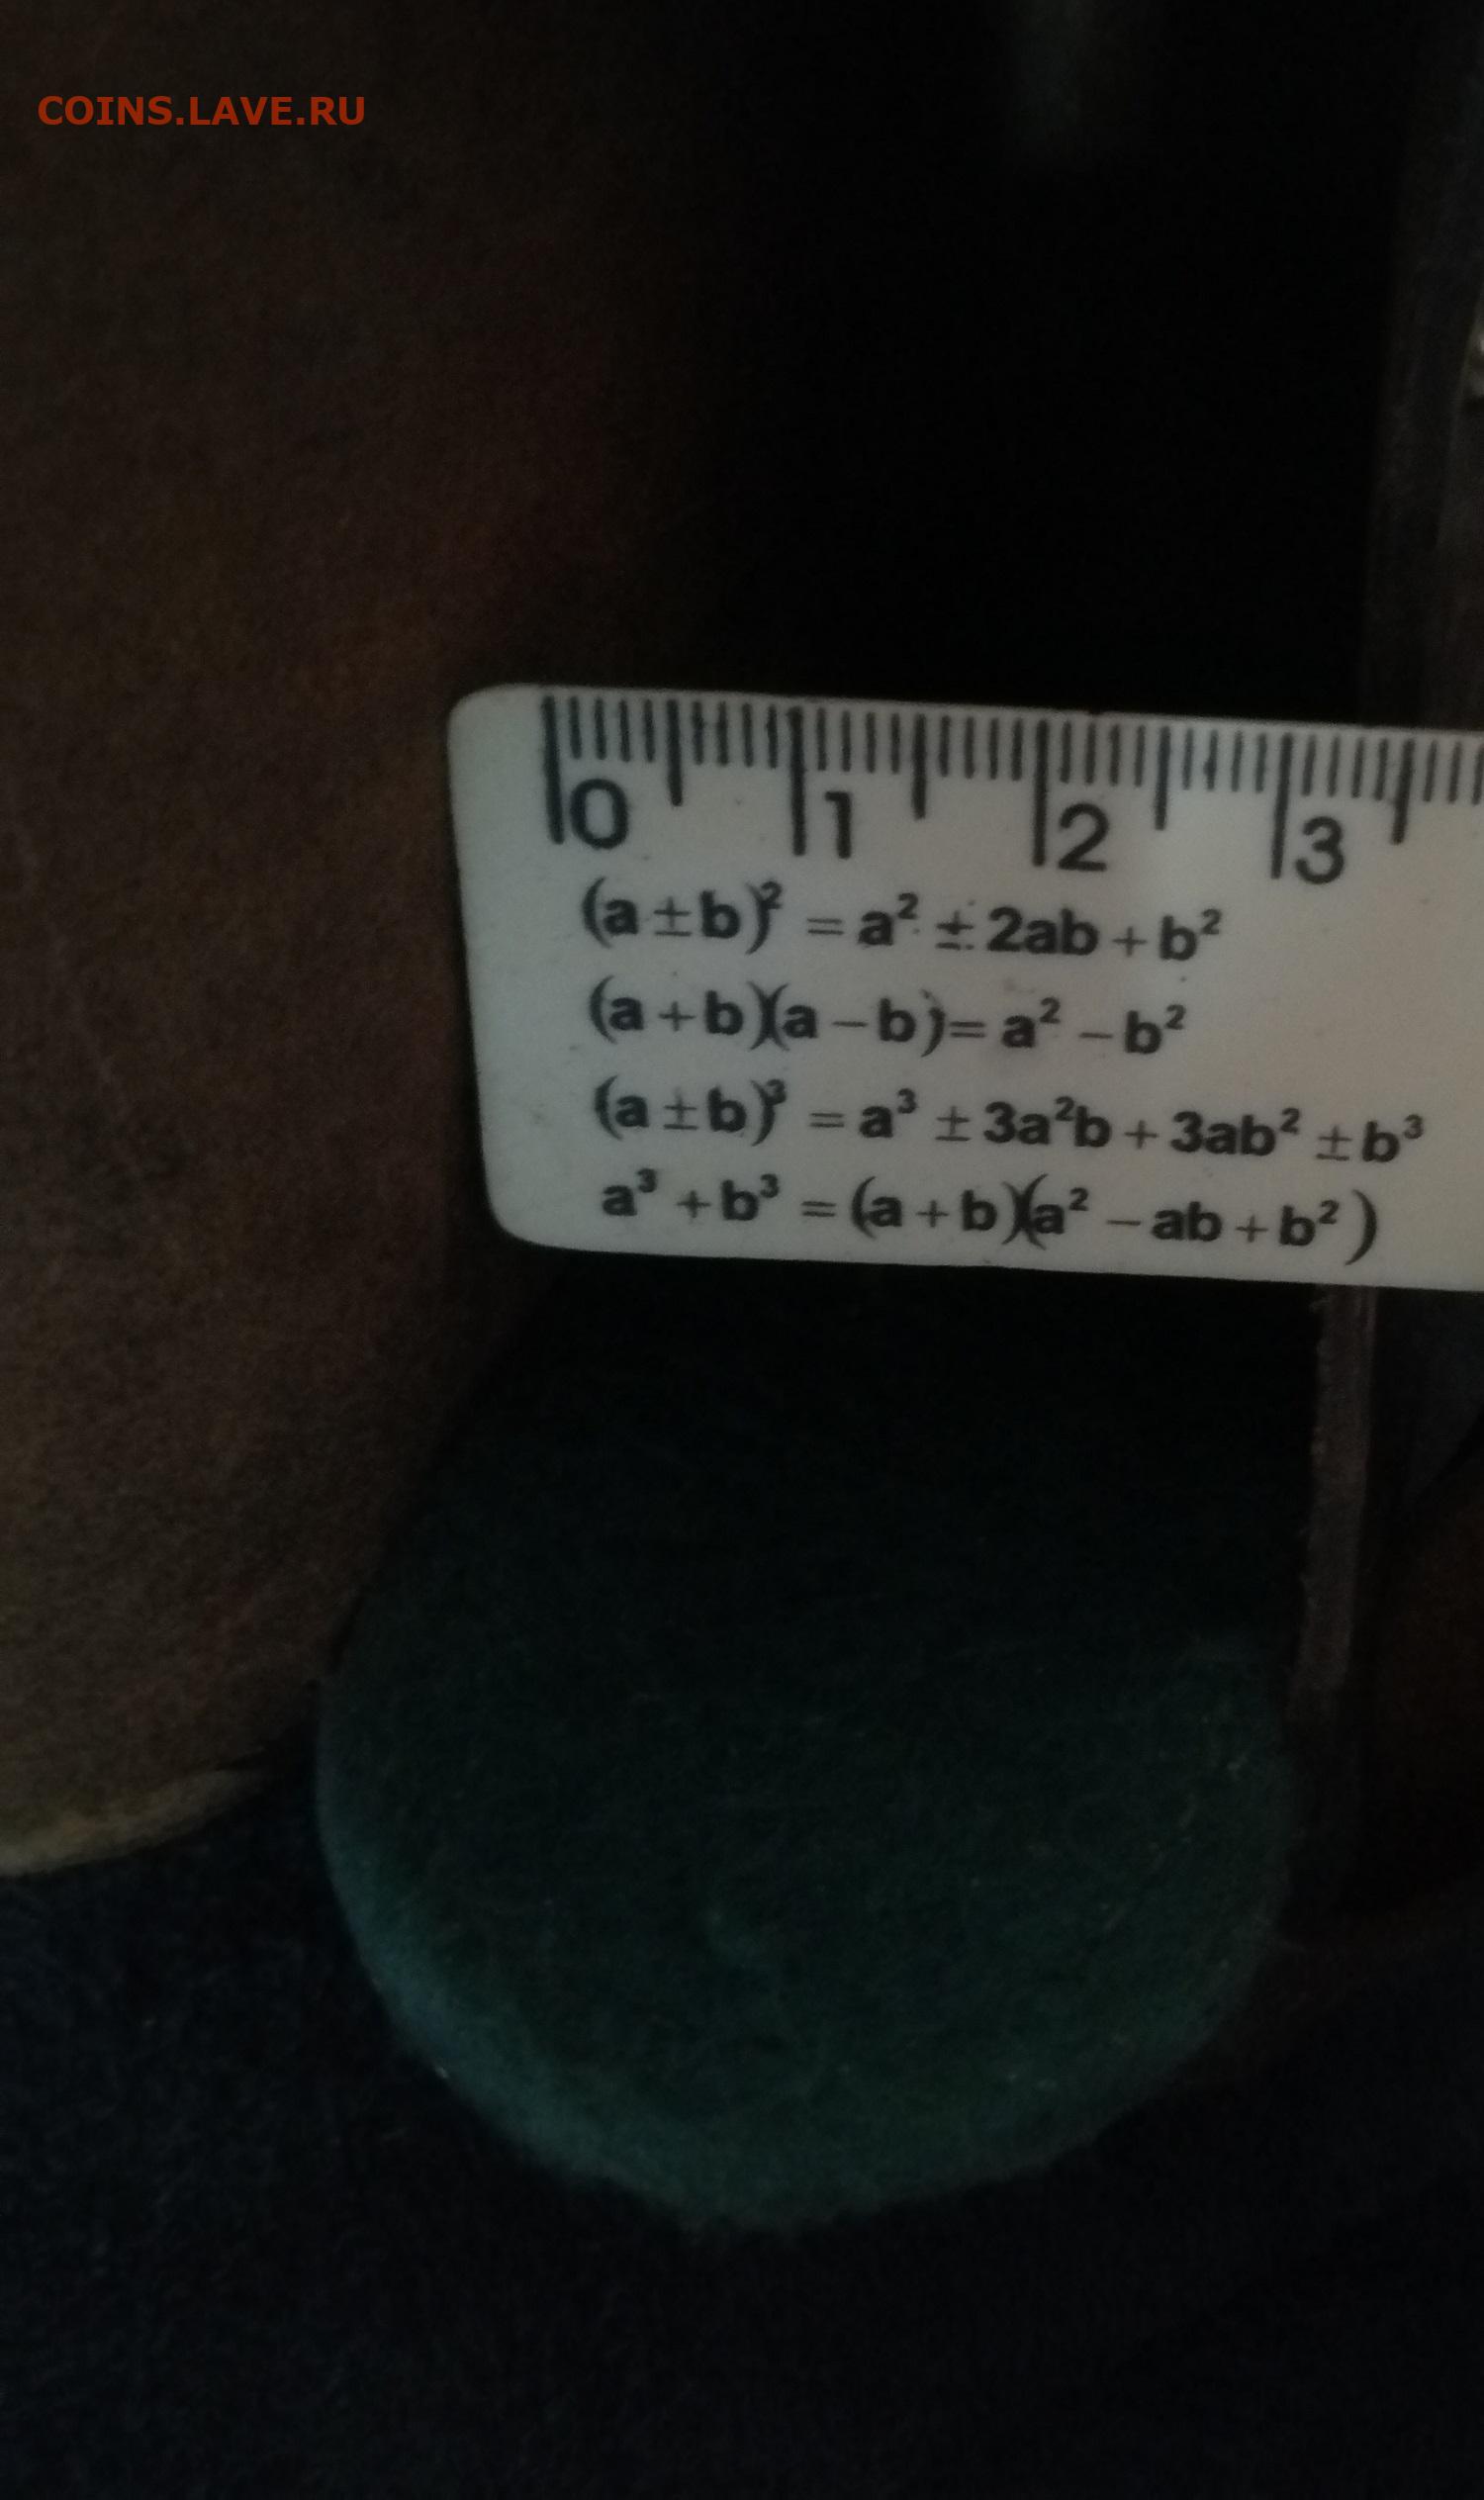 COINS.LAVE.RU
0 1 2 3
(a ± b)² = a² ± 2ab + b²
(a + b)(a − b) = a² − b²
(a ± b)³ = a³ ± 3a²b + 3ab² ± b³
a³ + b³ = (a + b)(a² − ab + b²)